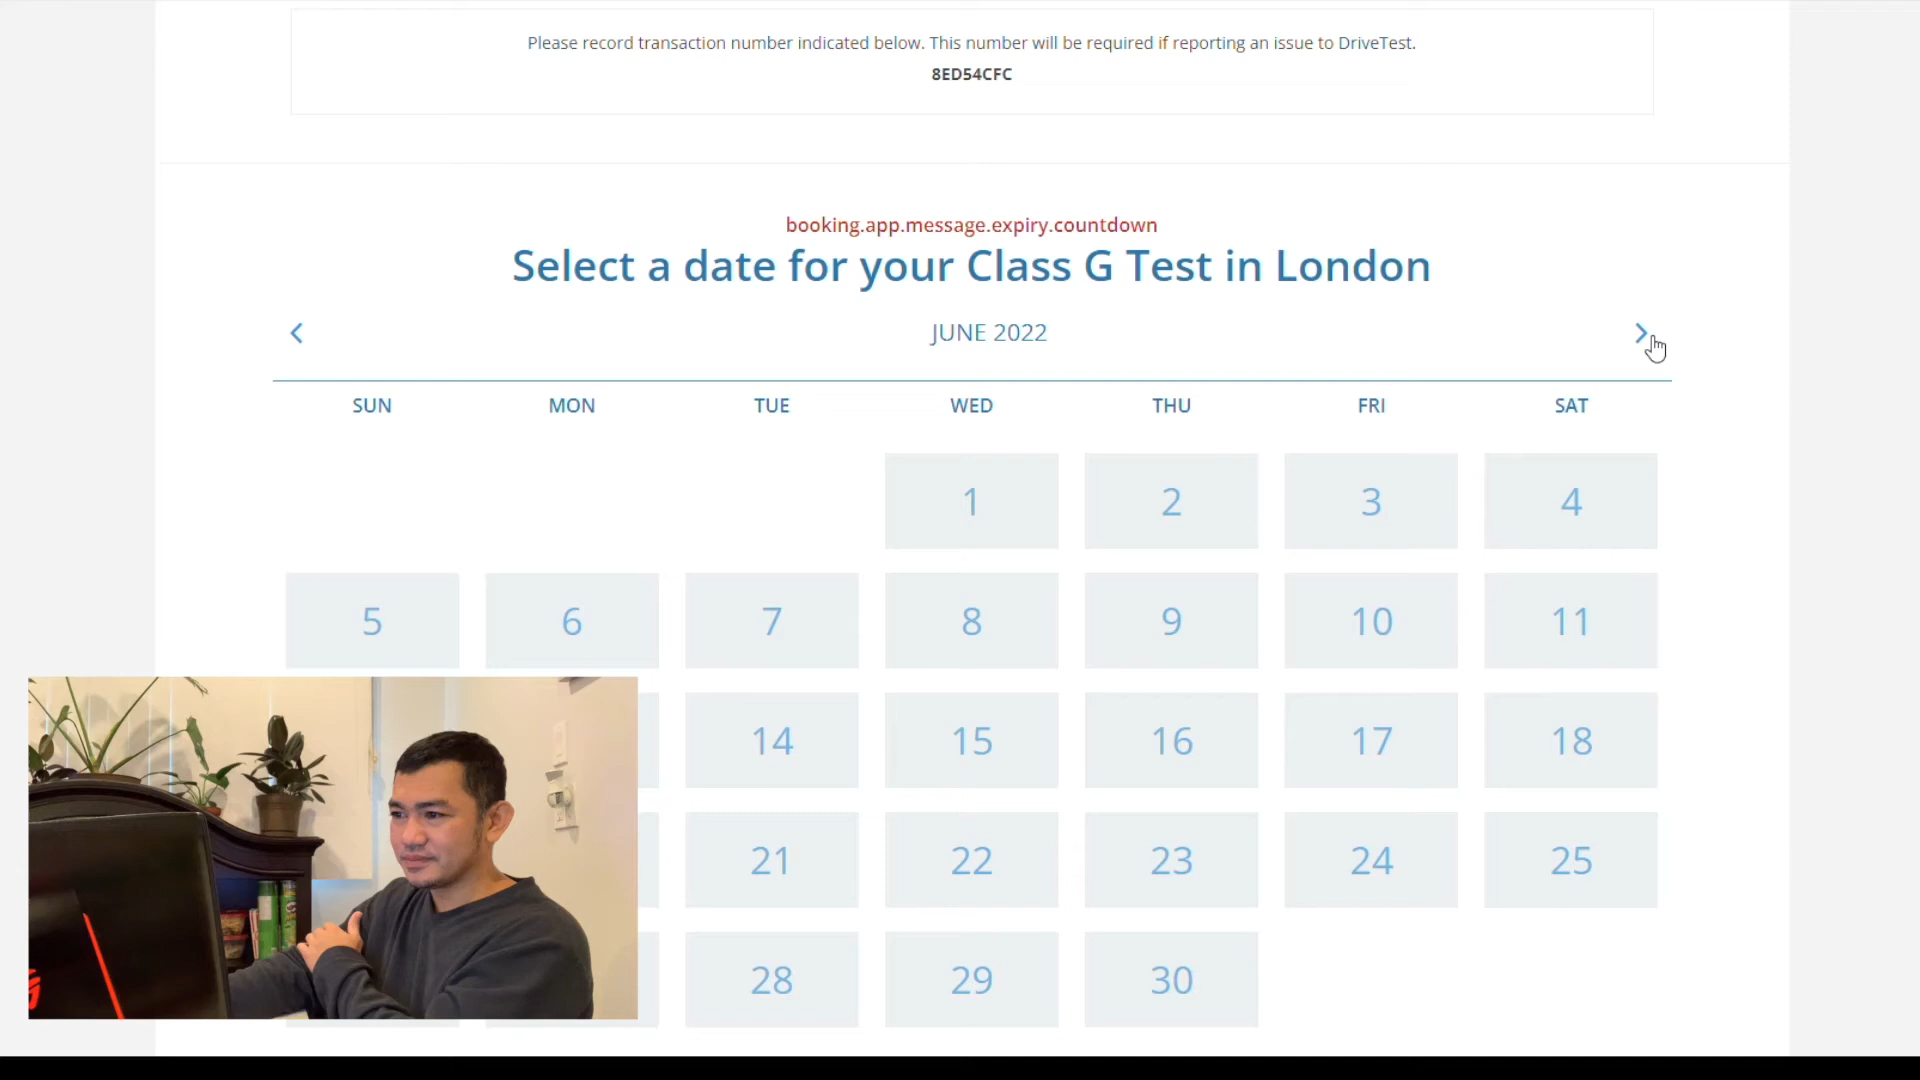 Please record transaction number indicated below. This number will be required if reporting an issue to DriveTest.
8ED54CFC
booking.app.message.expiry.countdown
Select a date for your Class G Test in London
JUNE 2022
SUN MON TUE WED THU FRI SAT
1 2 3 4
5 6 7 8 9 10 11
14 15 16 17 18
21 22 23 24 25
28 29 30